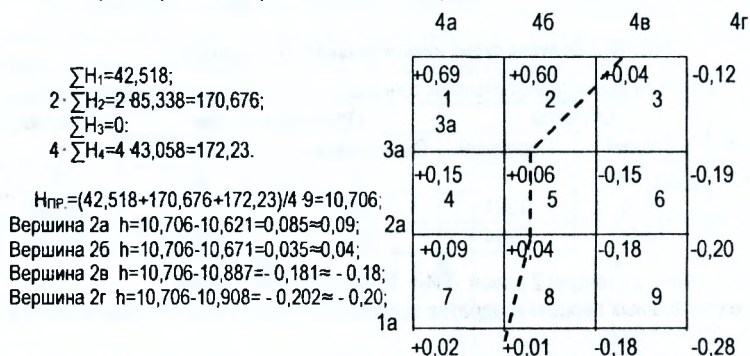 4а 4б 4в 4г
∑Н₁=42,518;
2· ∑Н₂=2·85,338=170,676;
∑Н₃=0:
4· ∑Н₄=4·43,058=172,23.
НПР.=(42,518+170,676+172,23)/4·9=10,706;
Вершина 2а h=10,706-10,621=0,085≈0,09;
Вершина 2б h=10,706-10,671=0,035≈0,04;
Вершина 2в h=10,706-10,887=- 0,181≈ - 0,18;
Вершина 2г h=10,706-10,908= - 0,202≈ - 0,20;
+0,69 +0,60 +0,04 -0,12
1 2 3
3а
3а
+0,15 +0,06 -0,15 -0,19
4 5 6
2а
+0,09 +0,04 -0,18 -0,20
7 8 9
1а
+0,02 +0,01 -0,18 -0,28